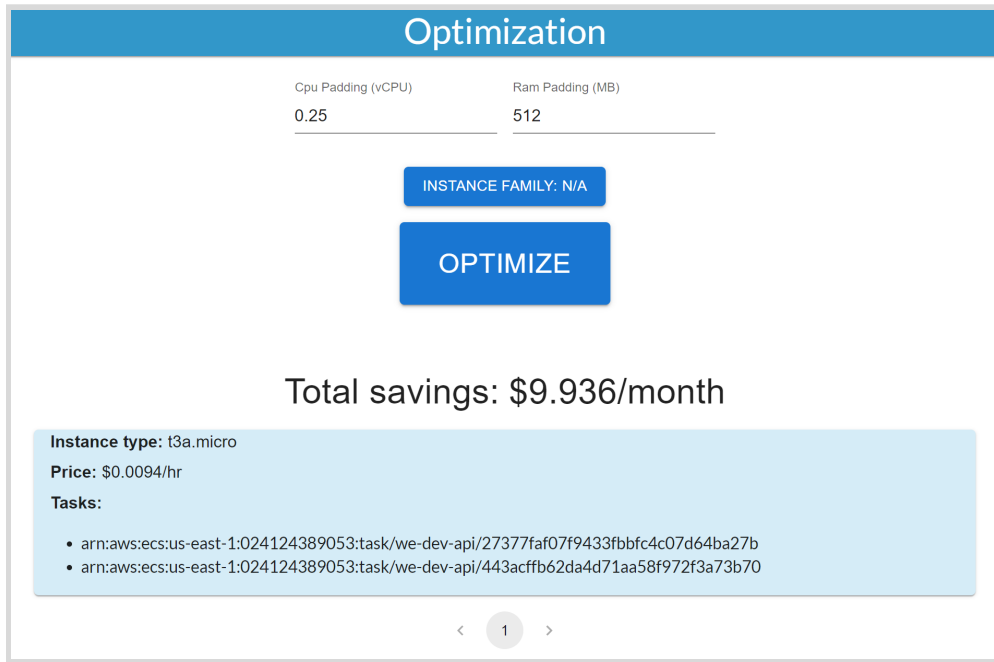 Optimization
Cpu Padding (vCPU) Ram Padding (MB)
0.25 512
INSTANCE FAMILY: N/A
OPTIMIZE
Total savings: $9.936/month
Instance type: t3a.micro
Price: $0.0094/hr
Tasks:
• arn:aws:ecs:us-east-1:024124389053:task/we-dev-api/27377faf07f9433fbbfc4c07d64ba27b
• arn:aws:ecs:us-east-1:024124389053:task/we-dev-api/443acffb62da4d71aa58f972f3a73b70
1